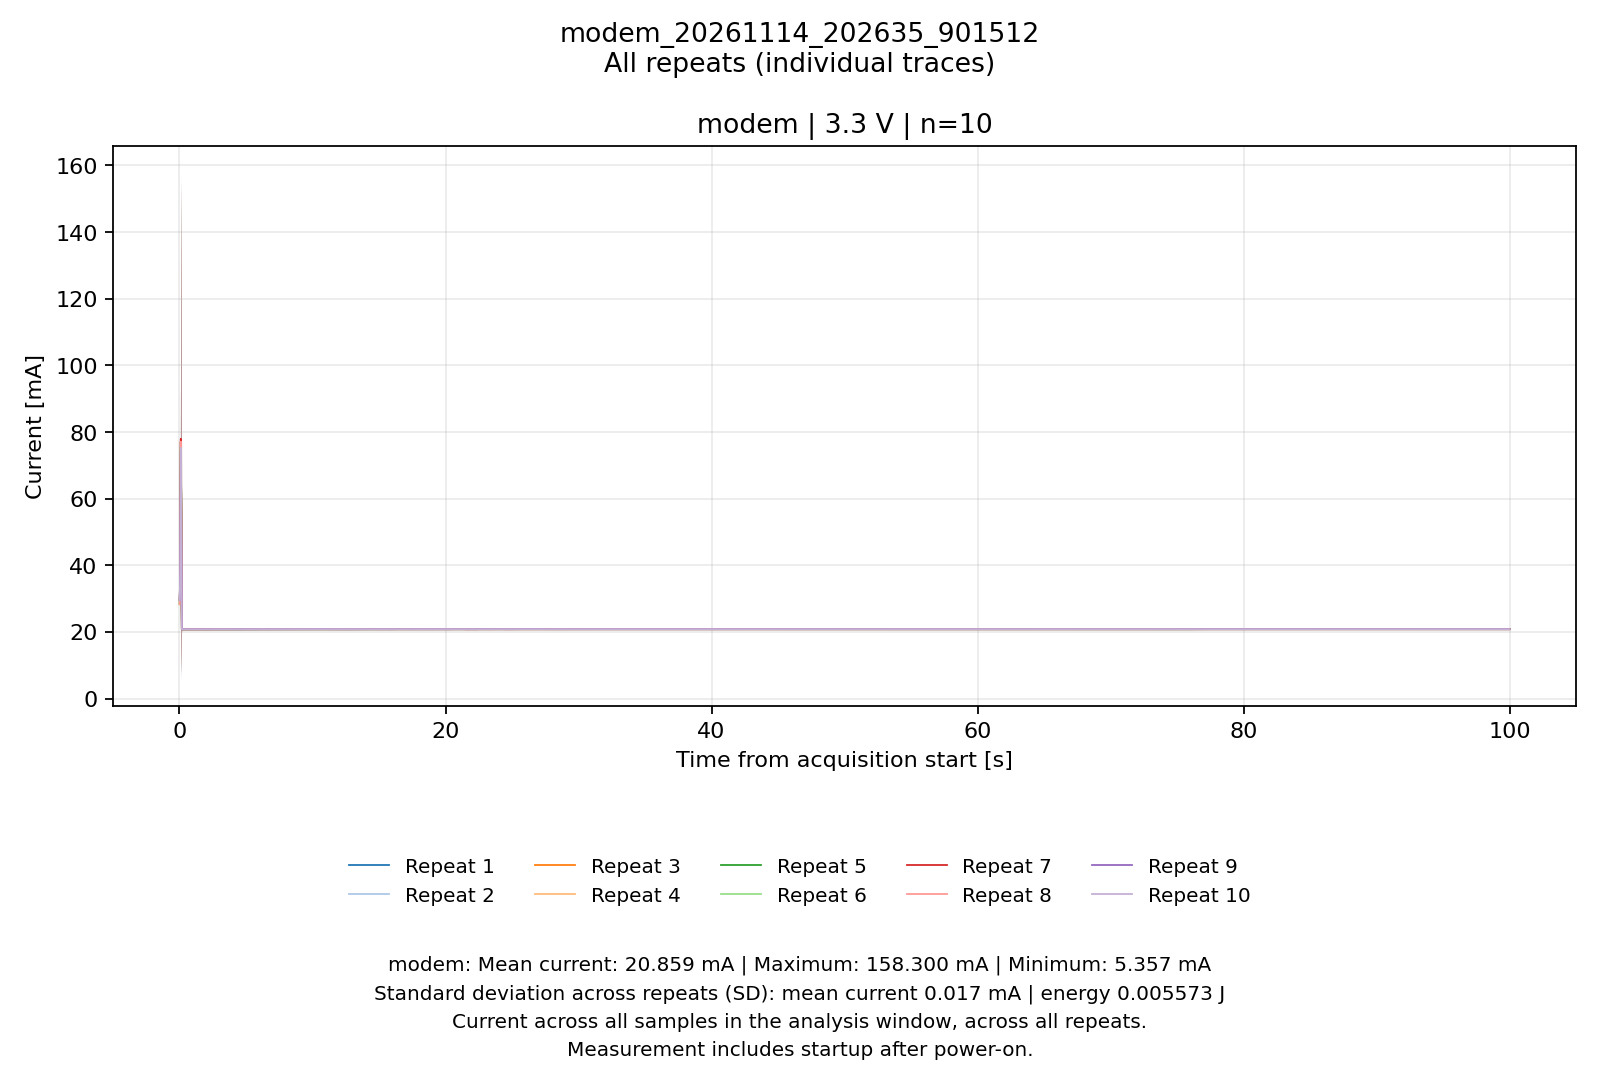 modem_20261114_202635_901512
All repeats (individual traces)
modem | 3.3 V | n=10
160
140
120
100
80
60
40
20
0
Current [mA]
0 20 40 60 80 100
Time from acquisition start [s]
Repeat 1 Repeat 3 Repeat 5 Repeat 7 Repeat 9
Repeat 2 Repeat 4 Repeat 6 Repeat 8 Repeat 10
modem: Mean current: 20.859 mA | Maximum: 158.300 mA | Minimum: 5.357 mA
Standard deviation across repeats (SD): mean current 0.017 mA | energy 0.005573 J
Current across all samples in the analysis window, across all repeats.
Measurement includes startup after power-on.